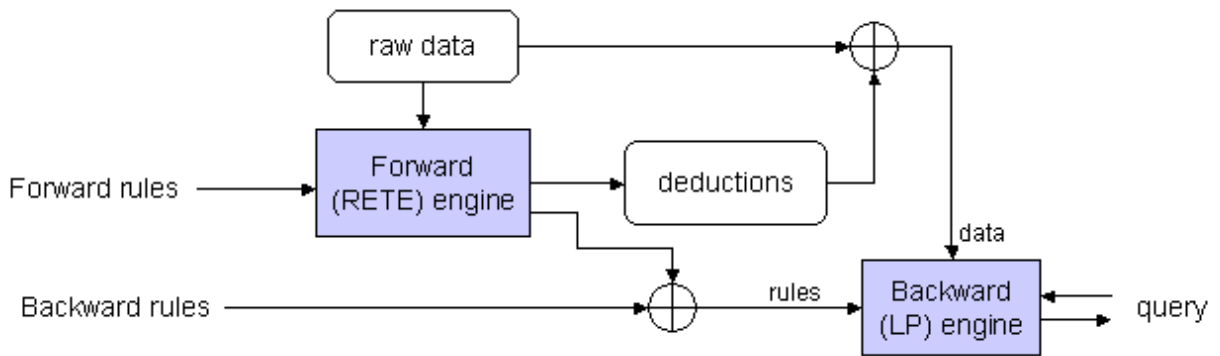 raw data
Forward
(RETE) engine
Forward rules
deductions
data
Backward rules
rules
Backward
(LP) engine
query